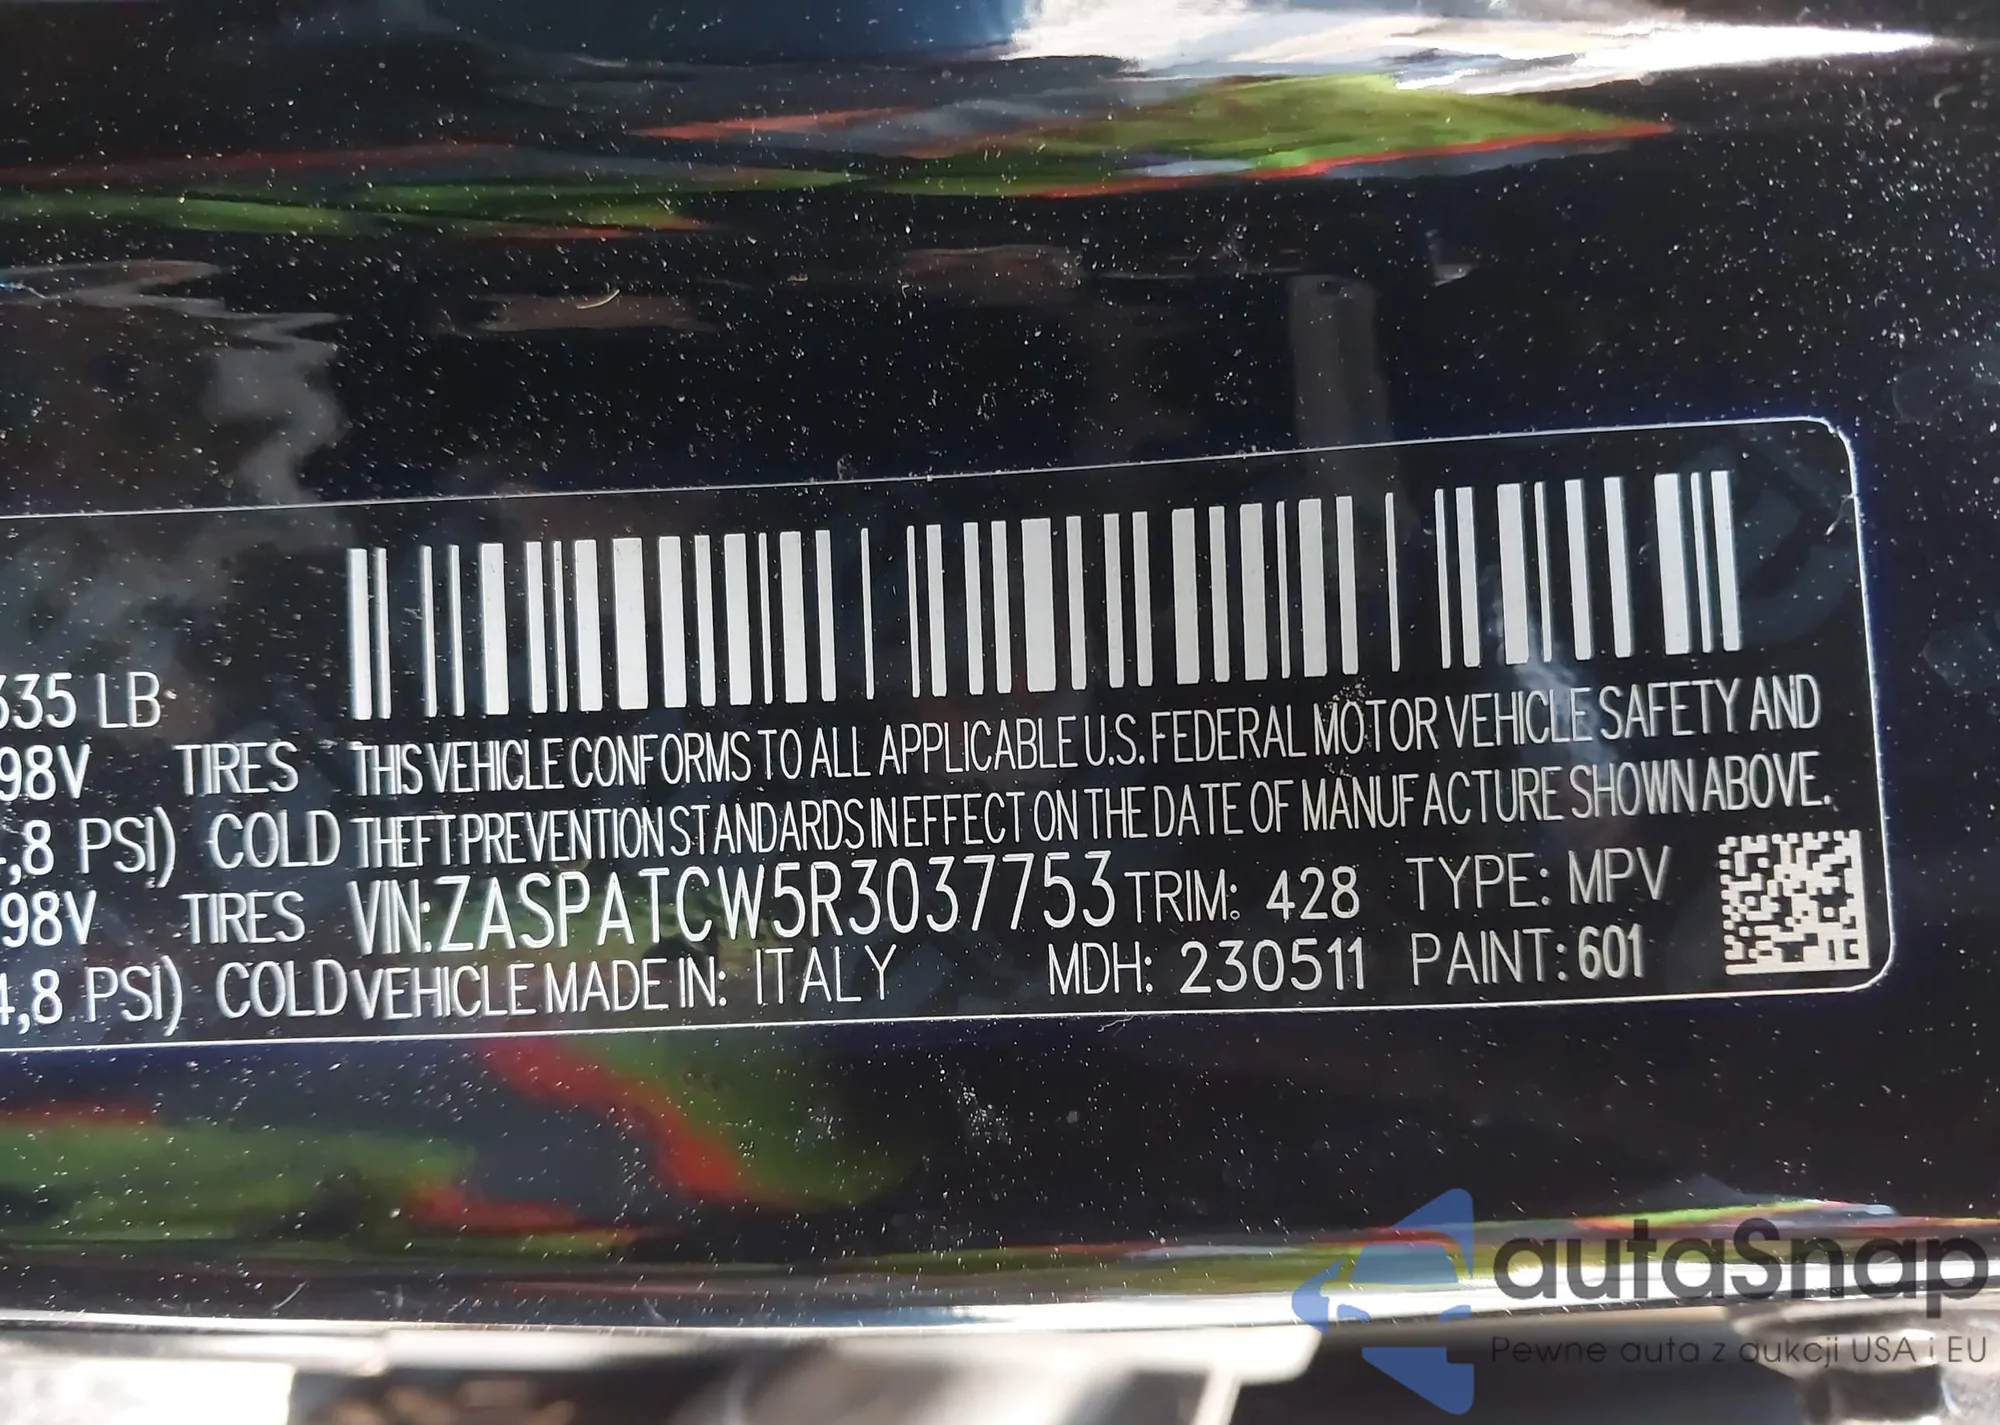 335 LB
98V TIRES THIS VEHICLE CONFORMS TO ALL APPLICABLE U.S. FEDERAL MOTOR VEHICLE SAFETY AND
,8 PSI) COLD THEFT PREVENTION STANDARDS IN EFFECT ON THE DATE OF MANUFACTURE SHOWN ABOVE.
98V TIRES VIN:ZASPATCW5R3037753 TRIM: 428 TYPE: MPV
4,8 PSI) COLD VEHICLE MADE IN: ITALY MDH: 230511 PAINT: 601
autaSnap
Pewne auta z aukcji USA i EU